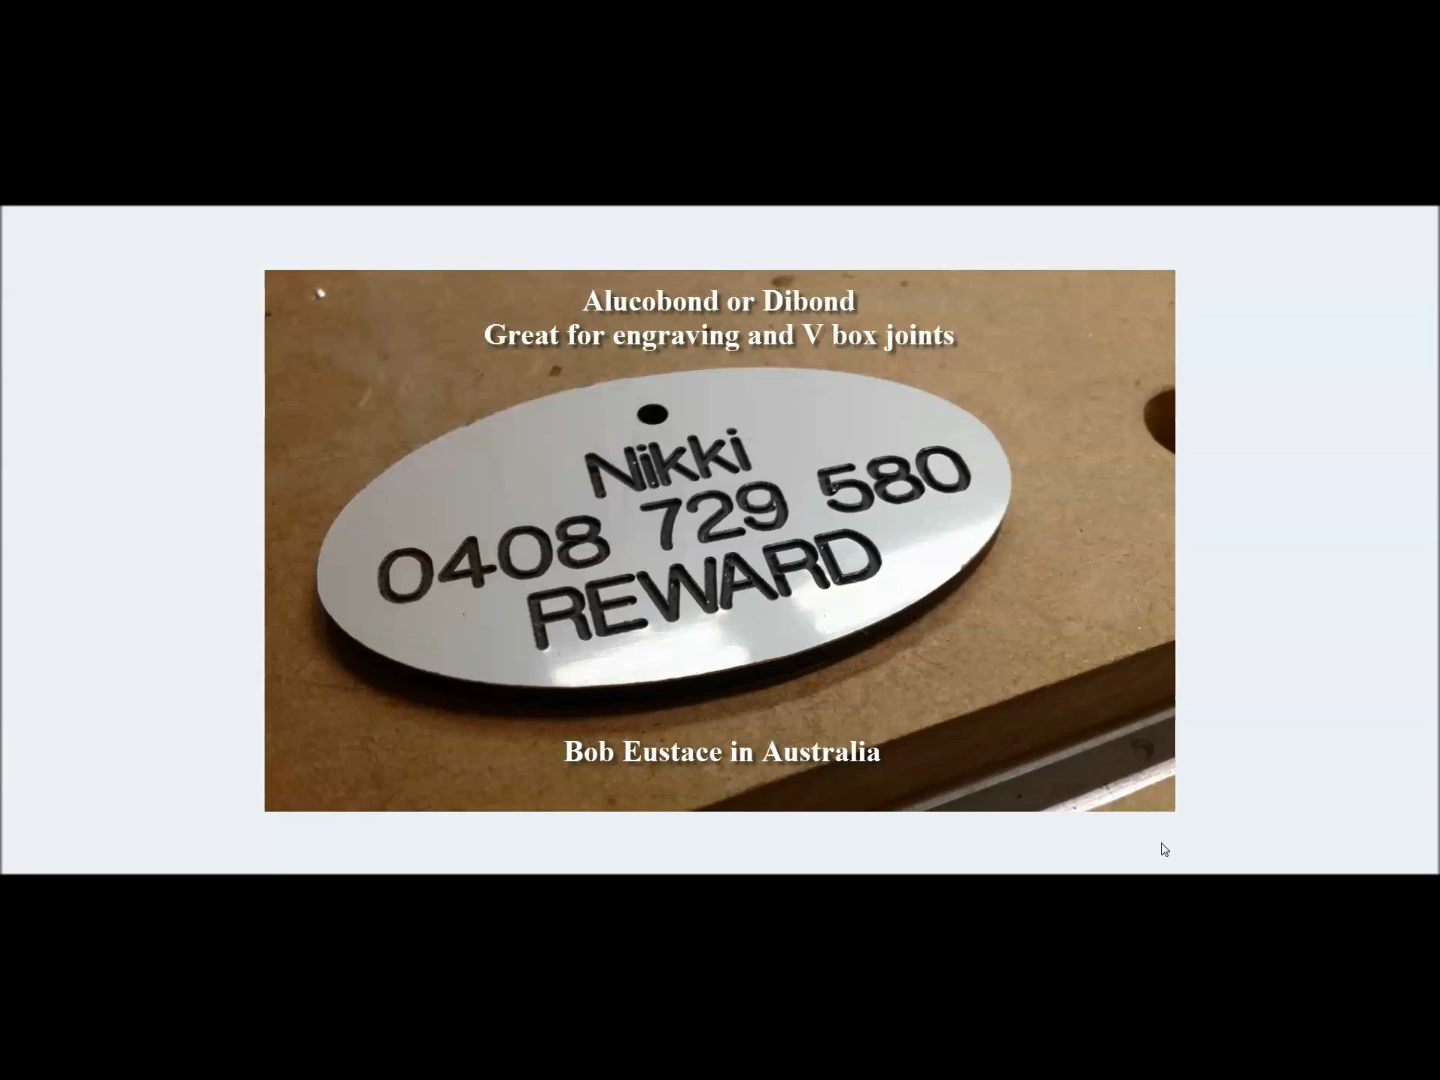 Alucobond or Dibond
Great for engraving and V box joints
Nikki
0408 729 580
REWARD
Bob Eustace in Australia